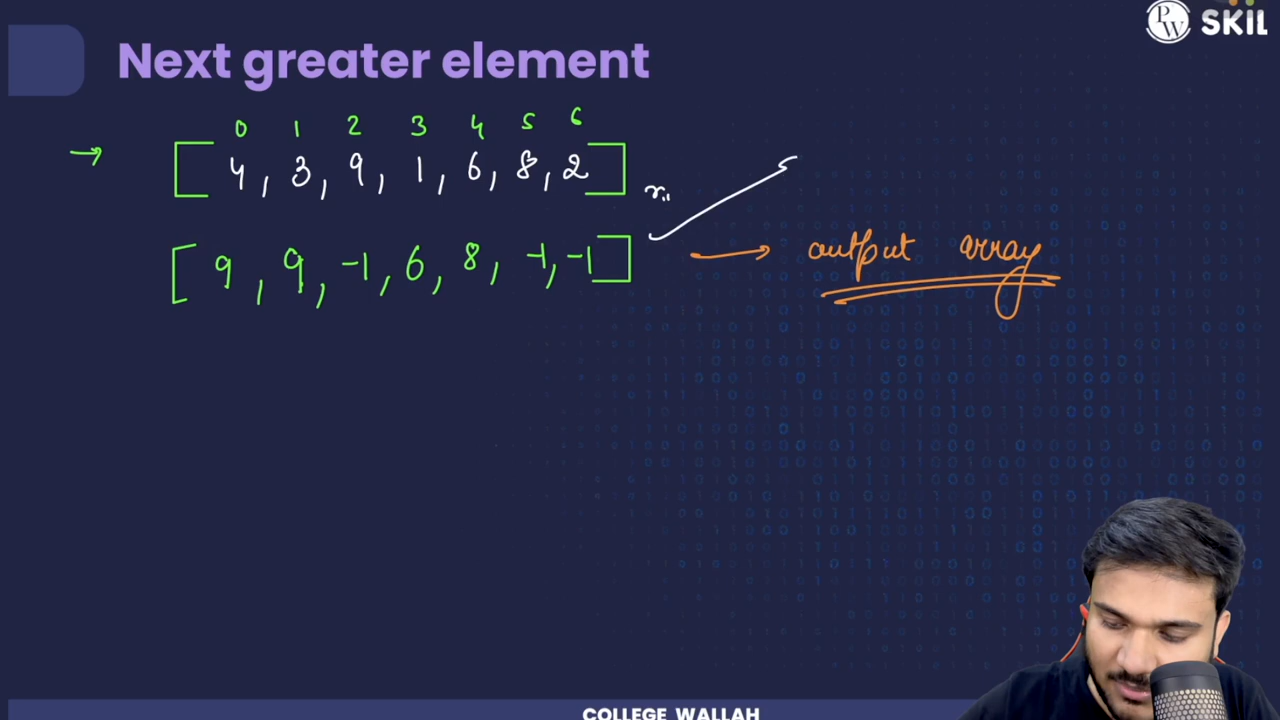 PW SKIL
Next greater element
0 1 2 3 4 5 6
→ [4, 3, 9, 1, 6, 8, 2]
[9, 9, -1, 6, 8, -1, -1] → output array
COLLEGE WALLAH